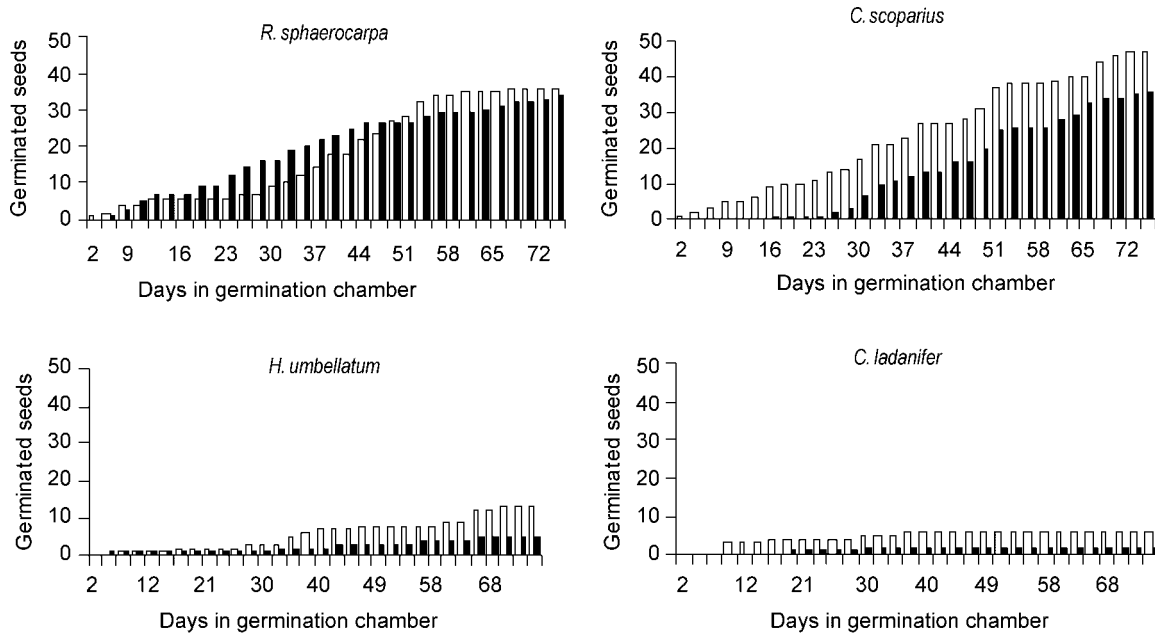 R. sphaerocarpa
Germinated seeds
50
40
30
20
10
0
2 9 16 23 30 37 44 51 58 65 72
Days in germination chamber
C. scoparius
Germinated seeds
50
40
30
20
10
0
2 9 16 23 30 37 44 51 58 65 72
Days in germination chamber
H. umbellatum
Germinated seeds
50
40
30
20
10
0
2 12 21 30 40 49 58 68
Days in germination chamber
C. ladanifer
Germinated seeds
50
40
30
20
10
0
2 12 21 30 40 49 58 68
Days in germination chamber